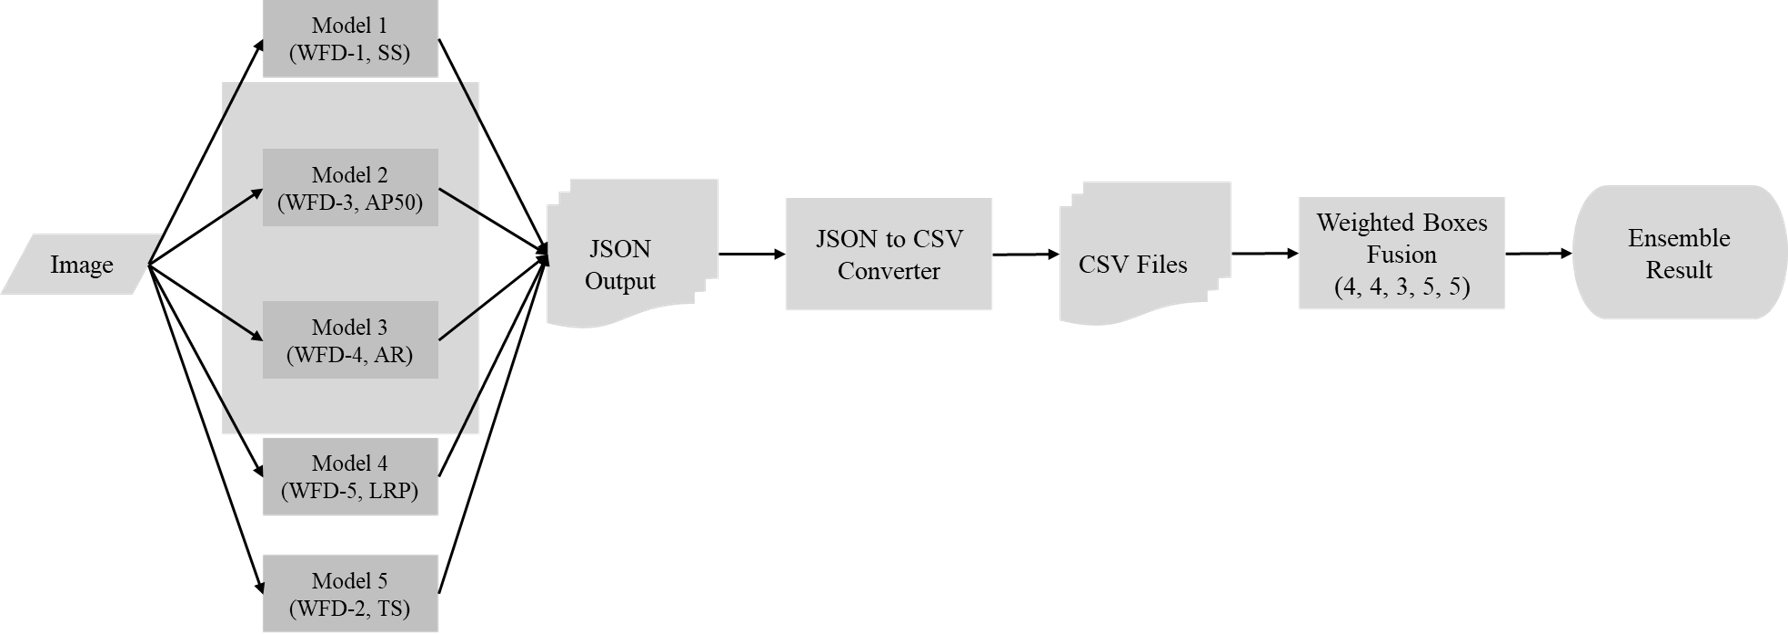 Image
Model 1
(WFD-1, SS)
Model 2
(WFD-3, AP50)
Model 3
(WFD-4, AR)
Model 4
(WFD-5, LRP)
Model 5
(WFD-2, TS)
JSON
Output
JSON to CSV
Converter
CSV Files
Weighted Boxes
Fusion
(4, 4, 3, 5, 5)
Ensemble
Result